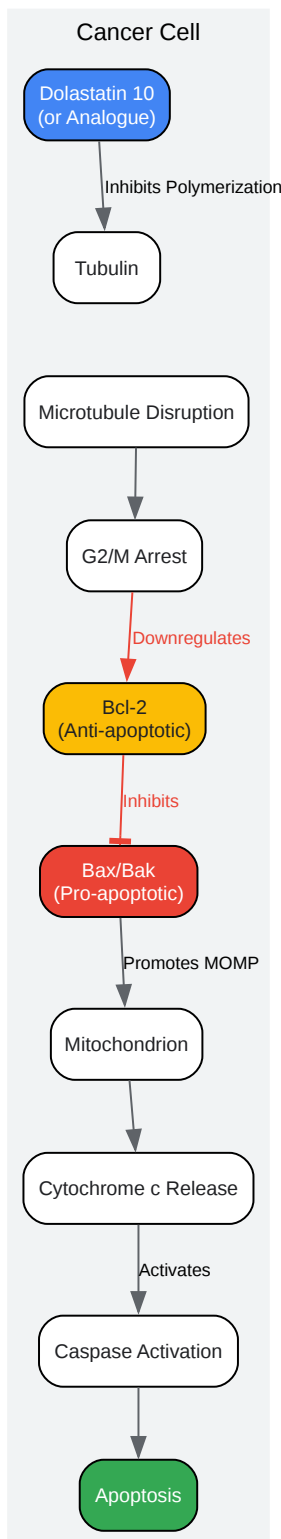 Cancer Cell
Dolastatin 10
(or Analogue)
Inhibits Polymerization
Tubulin
Microtubule Disruption
G2/M Arrest
Downregulates
Bcl-2
(Anti-apoptotic)
Inhibits
Bax/Bak
(Pro-apoptotic)
Promotes MOMP
Mitochondrion
Cytochrome c Release
Activates
Caspase Activation
Apoptosis